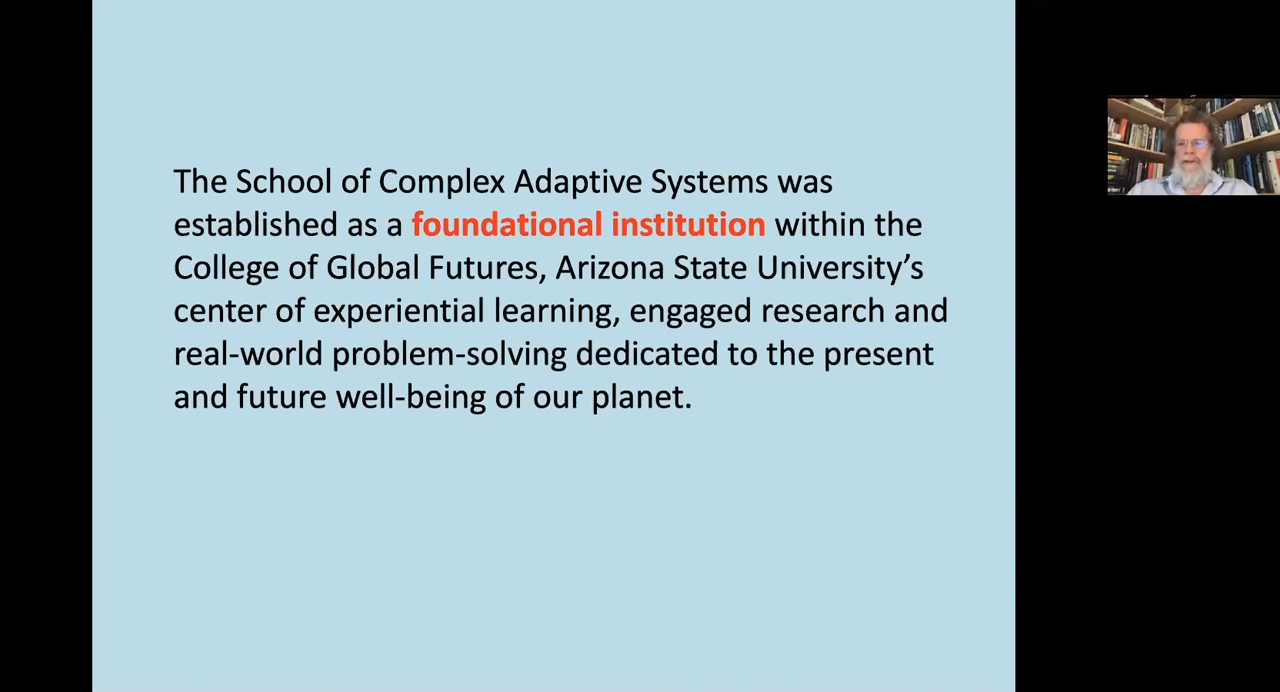 The School of Complex Adaptive Systems was
established as a foundational institution within the
College of Global Futures, Arizona State University’s
center of experiential learning, engaged research and
real-world problem-solving dedicated to the present
and future well-being of our planet.